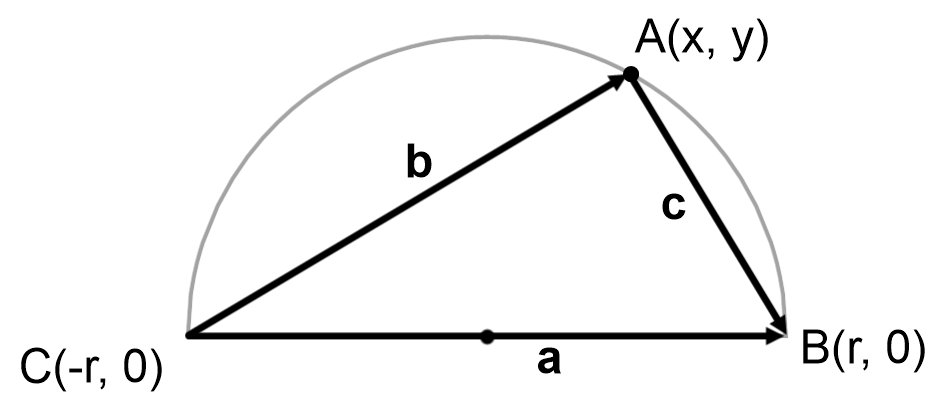 A(x, y)
b
c
C(-r, 0)
a
B(r, 0)